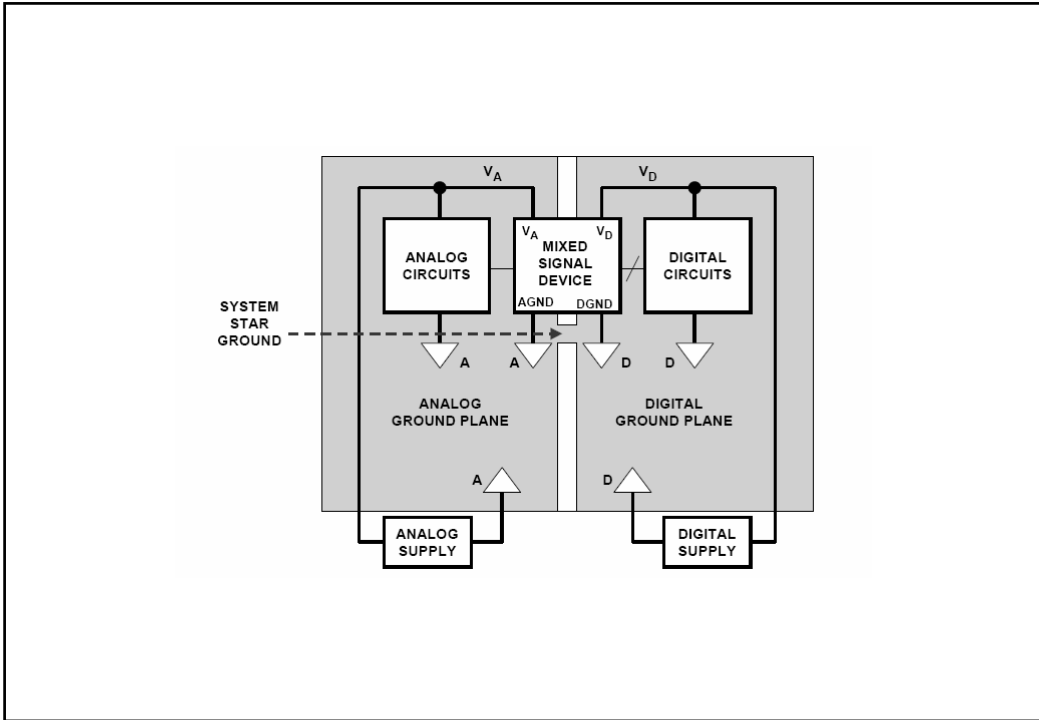 VA
VD
VA
VD
ANALOG
CIRCUITS
MIXED
SIGNAL
DEVICE
DIGITAL
CIRCUITS
AGND
DGND
SYSTEM
STAR
GROUND
A
A
D
D
ANALOG
GROUND PLANE
DIGITAL
GROUND PLANE
A
D
ANALOG
SUPPLY
DIGITAL
SUPPLY